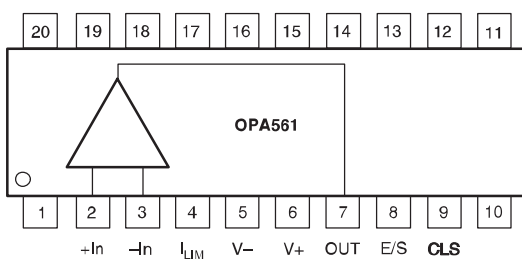 20 19 18 17 16 15 14 13 12 11
OPA561
1 2 3 4 5 6 7 8 9 10
+In –In ILIM V– V+ OUT E/S CLS